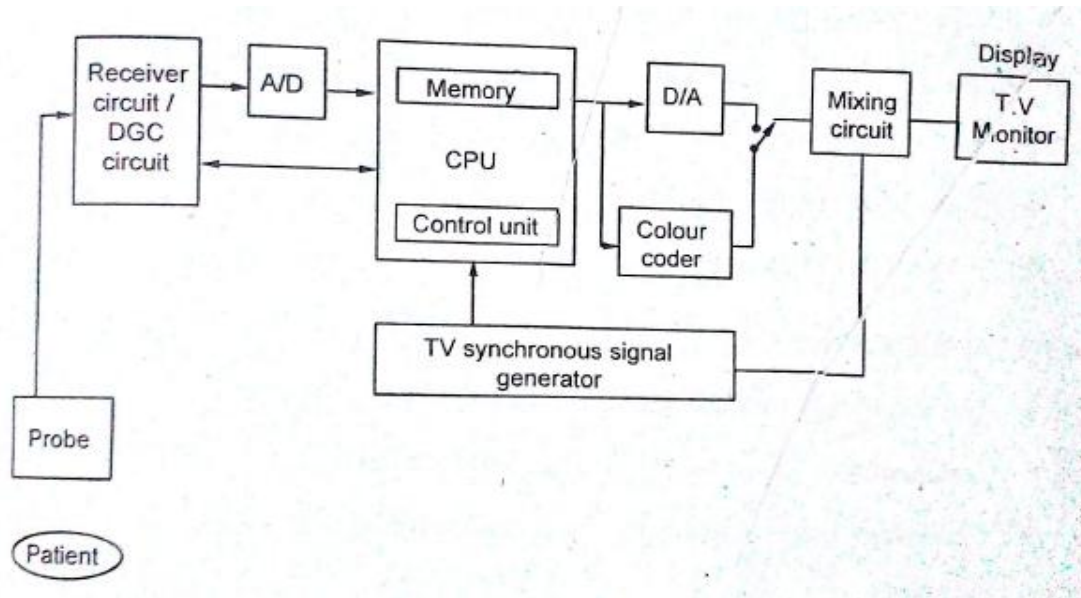 Receiver
circuit /
DGC
circuit
A/D
Memory
CPU
Control unit
D/A
Colour
coder
Mixing
circuit
Display
T.V
Monitor
TV synchronous signal
generator
Probe
Patient